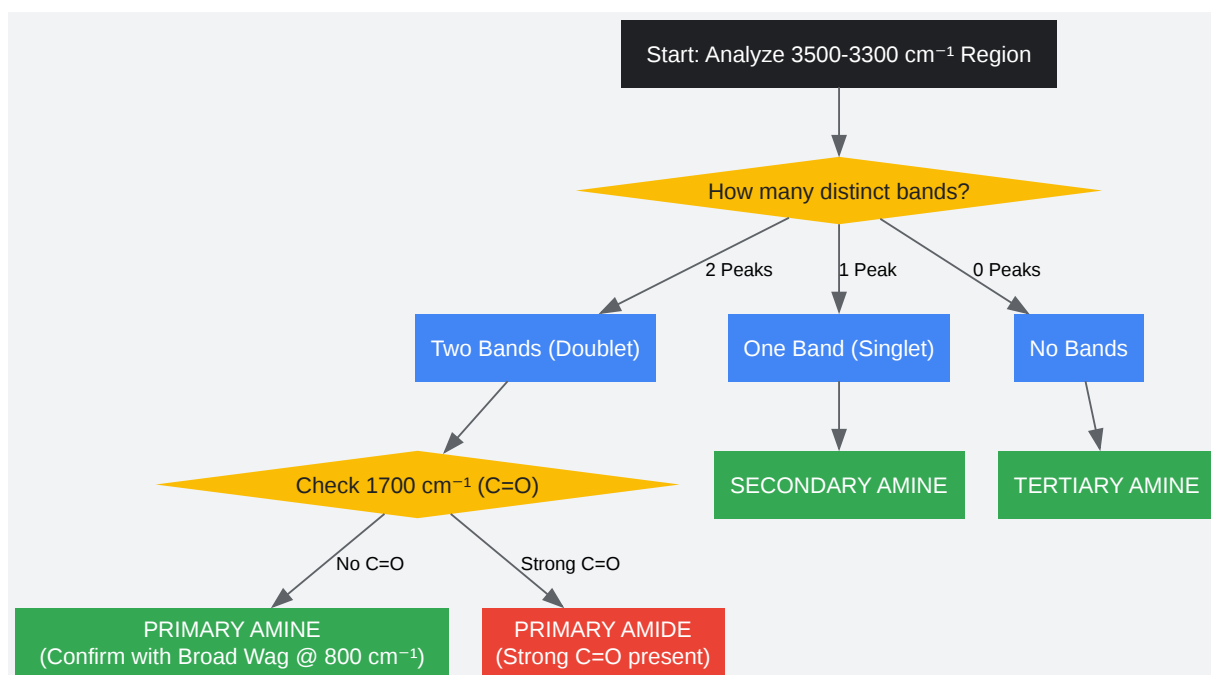 Start: Analyze 3500-3300 cm⁻¹ Region
How many distinct bands?
2 Peaks
1 Peak
0 Peaks
Two Bands (Doublet)
One Band (Singlet)
No Bands
Check 1700 cm⁻¹ (C=O)
SECONDARY AMINE
TERTIARY AMINE
No C=O
Strong C=O
PRIMARY AMINE
(Confirm with Broad Wag @ 800 cm⁻¹)
PRIMARY AMIDE
(Strong C=O present)